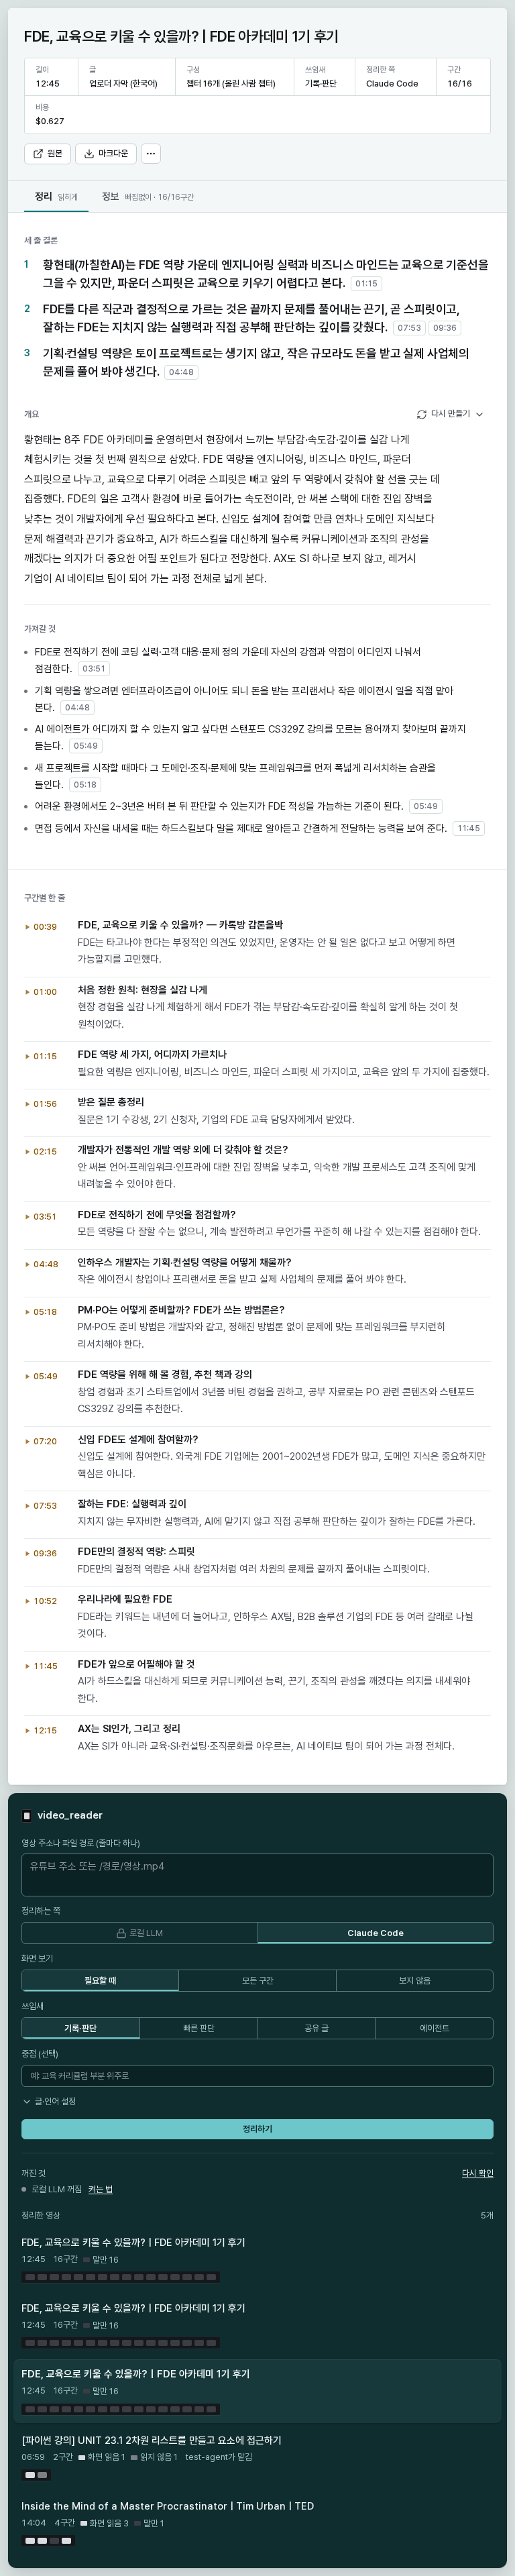 FDE, 교육으로 키울 수 있을까? | FDE 아카데미 1기 후기
길이
12:45
글
업로더 자막 (한국어)
구성
챕터 16개 (올린 사람 챕터)
쓰임새
기록·판단
정리한 쪽
Claude Code
구간
16/16
비용
$0.627
원본
마크다운
정리 읽히게
정보 빠짐없이 · 16/16구간
세 줄 결론
1 황현태(까칠한AI)는 FDE 역량 가운데 엔지니어링 실력과 비즈니스 마인드는 교육으로 기준선을
그을 수 있지만, 파운더 스피릿은 교육으로 키우기 어렵다고 본다. 01:15
2 FDE를 다른 직군과 결정적으로 가르는 것은 끝까지 문제를 풀어내는 끈기, 곧 스피릿이고,
잘하는 FDE는 지치지 않는 실행력과 직접 공부해 판단하는 깊이를 갖췄다. 07:53 09:36
3 기획·컨설팅 역량은 토이 프로젝트로는 생기지 않고, 작은 규모라도 돈을 받고 실제 사업체의
문제를 풀어 봐야 생긴다. 04:48
개요
다시 만들기
황현태는 8주 FDE 아카데미를 운영하면서 현장에서 느끼는 부담감·속도감·깊이를 실감 나게
체험시키는 것을 첫 번째 원칙으로 삼았다. FDE 역량을 엔지니어링, 비즈니스 마인드, 파운더
스피릿으로 나누고, 교육으로 다루기 어려운 스피릿은 빼고 앞의 두 역량에서 갖춰야 할 선을 긋는 데
집중했다. FDE의 일은 고객사 환경에 바로 들어가는 속도전이라, 안 써본 스택에 대한 진입 장벽을
낮추는 것이 개발자에게 우선 필요하다고 본다. 신입도 설계에 참여할 만큼 연차나 도메인 지식보다
문제 해결력과 끈기가 중요하고, AI가 하드스킬을 대신하게 될수록 커뮤니케이션과 조직의 관성을
깨겠다는 의지가 더 중요한 어필 포인트가 된다고 전망한다. AX도 SI 하나로 보지 않고, 레거시
기업이 AI 네이티브 팀이 되어 가는 과정 전체로 넓게 본다.
가져갈 것
FDE로 전직하기 전에 코딩 실력·고객 대응·문제 정의 가운데 자신의 강점과 약점이 어디인지 나눠서
점검한다. 03:51
기획 역량을 쌓으려면 엔터프라이즈급이 아니어도 되니 돈을 받는 프리랜서나 작은 에이전시 일을 직접 맡아
본다. 04:48
AI 에이전트가 어디까지 할 수 있는지 알고 싶다면 스탠포드 CS329Z 강의를 모르는 용어까지 찾아보며 끝까지
듣는다. 05:49
새 프로젝트를 시작할 때마다 그 도메인·조직·문제에 맞는 프레임워크를 먼저 폭넓게 리서치하는 습관을
들인다. 05:18
어려운 환경에서도 2~3년은 버텨 본 뒤 판단할 수 있는지가 FDE 적성을 가늠하는 기준이 된다. 05:49
면접 등에서 자신을 내세울 때는 하드스킬보다 말을 제대로 알아듣고 간결하게 전달하는 능력을 보여 준다. 11:45
구간별 한 줄
00:39 FDE, 교육으로 키울 수 있을까? — 카톡방 갑론을박
FDE는 타고나야 한다는 부정적인 의견도 있었지만, 운영자는 안 될 일은 없다고 보고 어떻게 하면
가능할지를 고민했다.
01:00 처음 정한 원칙: 현장을 실감 나게
현장 경험을 실감 나게 체험하게 해서 FDE가 겪는 부담감·속도감·깊이를 확실히 알게 하는 것이 첫
원칙이었다.
01:15 FDE 역량 세 가지, 어디까지 가르치나
필요한 역량은 엔지니어링, 비즈니스 마인드, 파운더 스피릿 세 가지이고, 교육은 앞의 두 가지에 집중했다.
01:56 받은 질문 총정리
질문은 1기 수강생, 2기 신청자, 기업의 FDE 교육 담당자에게서 받았다.
02:15 개발자가 전통적인 개발 역량 외에 더 갖춰야 할 것은?
안 써본 언어·프레임워크·인프라에 대한 진입 장벽을 낮추고, 익숙한 개발 프로세스도 고객 조직에 맞게
내려놓을 수 있어야 한다.
03:51 FDE로 전직하기 전에 무엇을 점검할까?
모든 역량을 다 잘할 수는 없으니, 계속 발전하려고 무언가를 꾸준히 해 나갈 수 있는지를 점검해야 한다.
04:48 인하우스 개발자는 기획·컨설팅 역량을 어떻게 채울까?
작은 에이전시 창업이나 프리랜서로 돈을 받고 실제 사업체의 문제를 풀어 봐야 한다.
05:18 PM·PO는 어떻게 준비할까? FDE가 쓰는 방법론은?
PM·PO도 준비 방법은 개발자와 같고, 정해진 방법론 없이 문제에 맞는 프레임워크를 부지런히
리서치해야 한다.
05:49 FDE 역량을 위해 해 볼 경험, 추천 책과 강의
창업 경험과 초기 스타트업에서 3년쯤 버틴 경험을 권하고, 공부 자료로는 PO 관련 콘텐츠와 스탠포드
CS329Z 강의를 추천한다.
07:20 신입 FDE도 설계에 참여할까?
신입도 설계에 참여한다. 외국계 FDE 기업에는 2001~2002년생 FDE가 많고, 도메인 지식은 중요하지만
핵심은 아니다.
07:53 잘하는 FDE: 실행력과 깊이
지치지 않는 무자비한 실행력과, AI에 맡기지 않고 직접 공부해 판단하는 깊이가 잘하는 FDE를 가른다.
09:36 FDE만의 결정적 역량: 스피릿
FDE만의 결정적 역량은 사내 창업자처럼 여러 차원의 문제를 끝까지 풀어내는 스피릿이다.
10:52 우리나라에 필요한 FDE
FDE라는 키워드는 내년에 더 늘어나고, 인하우스 AX팀, B2B 솔루션 기업의 FDE 등 여러 갈래로 나뉠
것이다.
11:45 FDE가 앞으로 어필해야 할 것
AI가 하드스킬을 대신하게 되므로 커뮤니케이션 능력, 끈기, 조직의 관성을 깨겠다는 의지를 내세워야
한다.
12:15 AX는 SI인가, 그리고 정리
AX는 SI가 아니라 교육·SI·컨설팅·조직문화를 아우르는, AI 네이티브 팀이 되어 가는 과정 전체다.
video_reader
영상 주소나 파일 경로 (줄마다 하나)
유튜브 주소 또는 /경로/영상.mp4
정리하는 쪽
로컬 LLM
Claude Code
화면 보기
필요할 때
모든 구간
보지 않음
쓰임새
기록·판단
빠른 판단
공유 글
에이전트
중점 (선택)
예: 교육 커리큘럼 부분 위주로
글·언어 설정
정리하기
꺼진 것
다시 확인
로컬 LLM 꺼짐 켜는 법
정리한 영상
5개
FDE, 교육으로 키울 수 있을까? | FDE 아카데미 1기 후기
12:45 16구간 말만 16
FDE, 교육으로 키울 수 있을까? | FDE 아카데미 1기 후기
12:45 16구간 말만 16
FDE, 교육으로 키울 수 있을까? | FDE 아카데미 1기 후기
12:45 16구간 말만 16
[파이썬 강의] UNIT 23.1 2차원 리스트를 만들고 요소에 접근하기
06:59 2구간 화면 읽음 1 읽지 않음 1 test-agent가 맡김
Inside the Mind of a Master Procrastinator | Tim Urban | TED
14:04 4구간 화면 읽음 3 말만 1